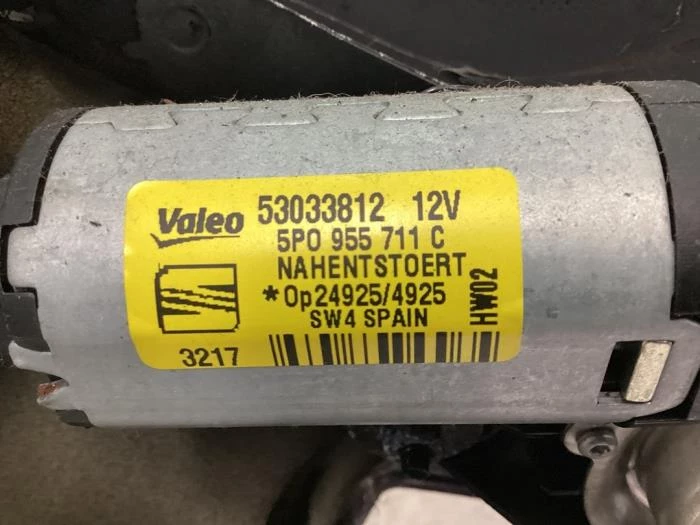 Valeo 53033812 12V
5P0 955 711 C
NAHENTSTOERT
*Op24925/4925
SW4 SPAIN
HW02
3217